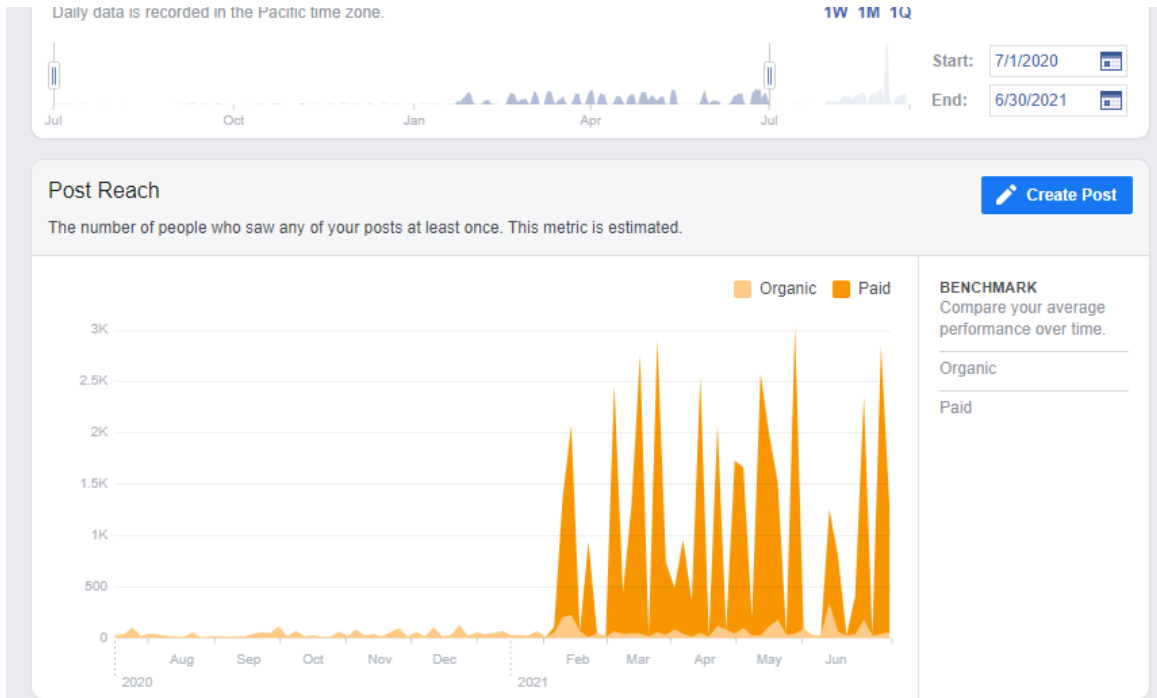 Daily data is recorded in the Pacific time zone.
1W 1M 1Q
Start: 7/1/2020
End: 6/30/2021
Jul Oct Jan Apr Jul
Post Reach
Create Post
The number of people who saw any of your posts at least once. This metric is estimated.
Organic Paid
BENCHMARK
Compare your average
performance over time.
Organic
Paid
3K
2.5K
2K
1.5K
1K
500
0
Aug Sep Oct Nov Dec Feb Mar Apr May Jun
2020 2021